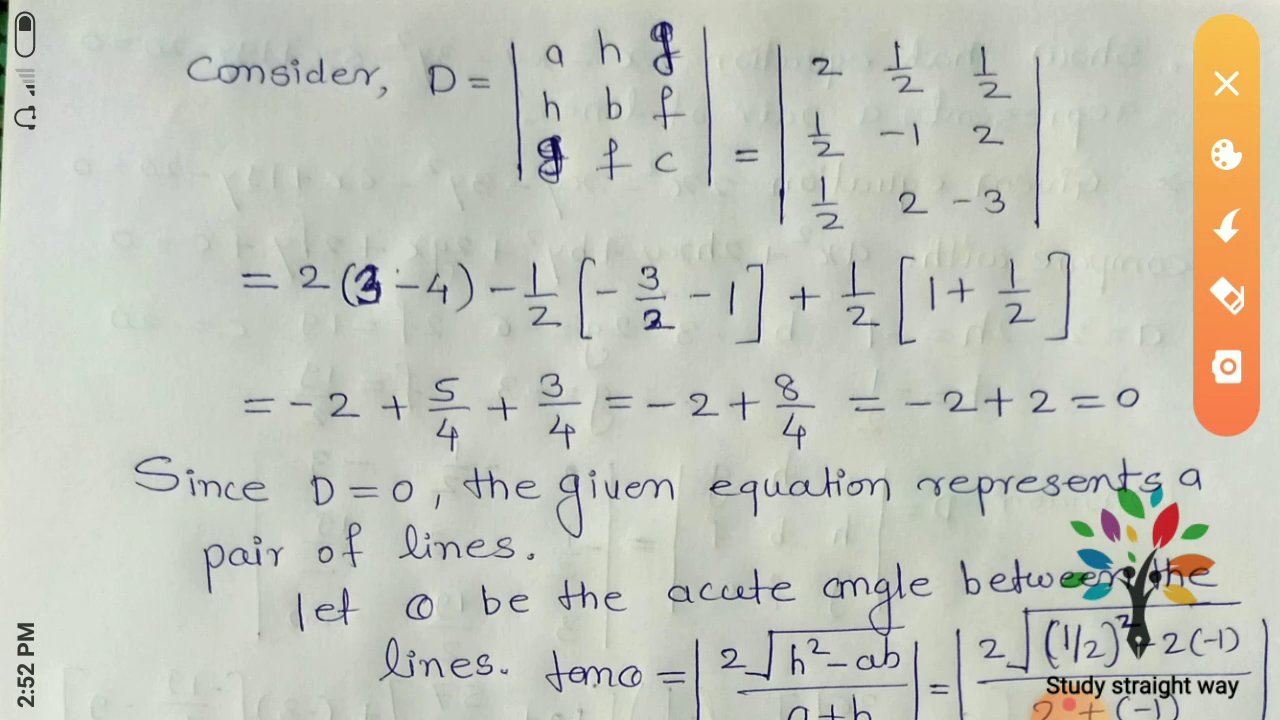 Consider, D = | a h g | = | 2 1/2 1/2 |
| h b f | | 1/2 -1 2 |
| g f c | | 1/2 2 -3 |
= 2(3-4) - 1/2 [-3/2 - 1] + 1/2 [1 + 1/2]
= -2 + 5/4 + 3/4 = -2 + 8/4 = -2 + 2 = 0
Since D = 0, the given equation represents a
pair of lines.
let θ be the acute angle between the
lines. tanθ = | 2√(h² - ab) / a+b | = | 2√((1/2)² - 2(-1)) / 2 + (-1) |
Study straight way
2:52 PM